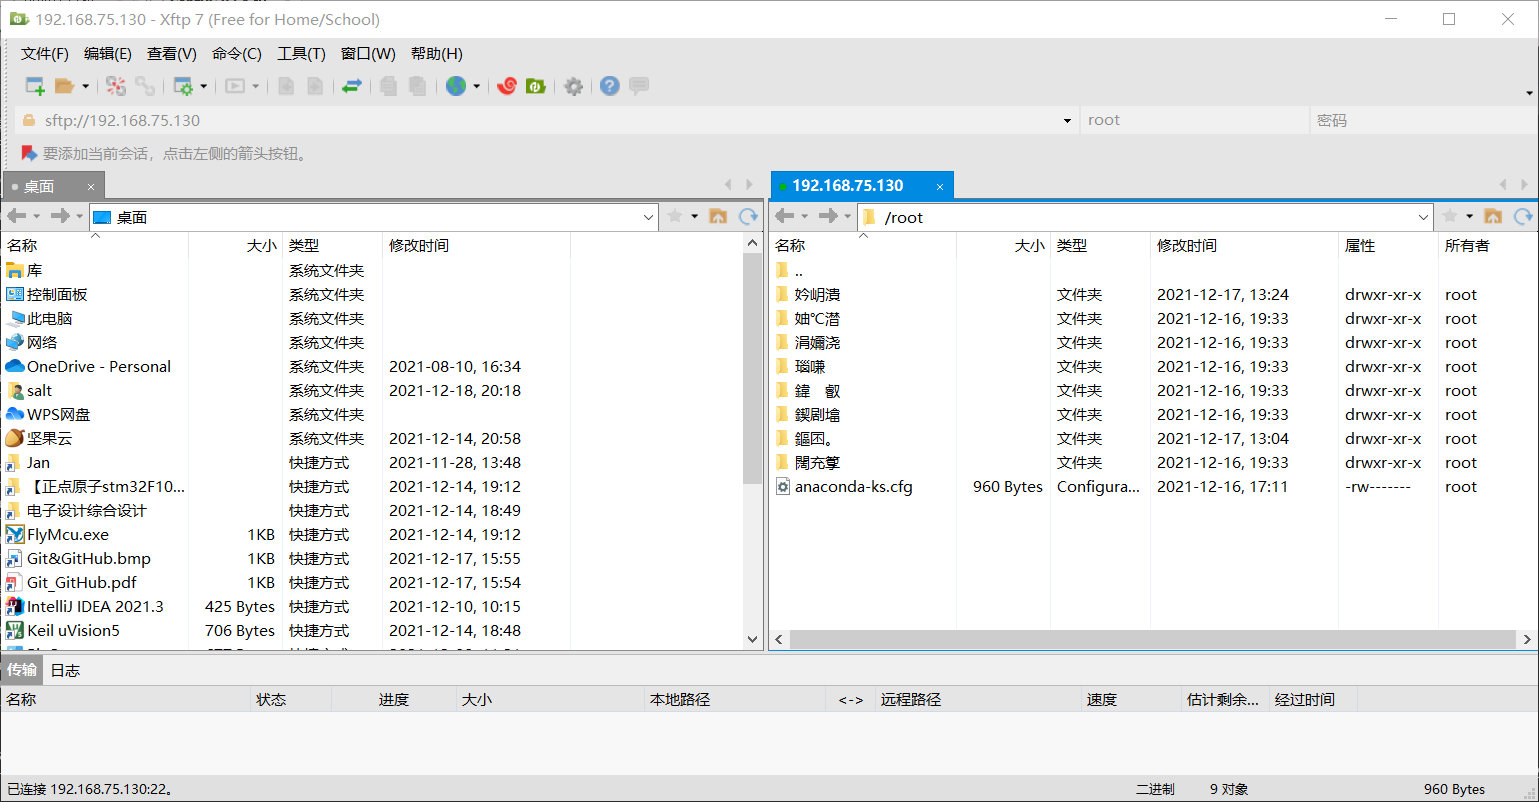 192.168.75.130 - Xftp 7 (Free for Home/School)
文件(F) 编辑(E) 查看(V) 命令(C) 工具(T) 窗口(W) 帮助(H)
sftp://192.168.75.130 root 密码
要添加当前会话，点击左侧的箭头按钮。
桌面 × 192.168.75.130 ×
桌面 /root
名称 大小 类型 修改时间
库 系统文件夹
控制面板 系统文件夹
此电脑 系统文件夹
网络 系统文件夹
OneDrive - Personal 系统文件夹 2021-08-10, 16:34
salt 系统文件夹 2021-12-18, 20:18
WPS网盘 系统文件夹
坚果云 系统文件夹 2021-12-14, 20:58
Jan 快捷方式 2021-11-28, 13:48
【正点原子stm32F10... 快捷方式 2021-12-14, 19:12
电子设计综合设计 快捷方式 2021-12-14, 18:49
FlyMcu.exe 1KB 快捷方式 2021-12-14, 19:12
Git&GitHub.bmp 1KB 快捷方式 2021-12-17, 15:55
Git_GitHub.pdf 1KB 快捷方式 2021-12-17, 15:54
IntelliJ IDEA 2021.3 425 Bytes 快捷方式 2021-12-10, 10:15
Keil uVision5 706 Bytes 快捷方式 2021-12-14, 18:48
名称 大小 类型 修改时间 属性 所有者
..
妗岄潰 文件夹 2021-12-17, 13:24 drwxr-xr-x root
妯℃澘 文件夹 2021-12-16, 19:33 drwxr-xr-x root
涓嬭浇 文件夹 2021-12-16, 19:33 drwxr-xr-x root
瑙嗛 文件夹 2021-12-16, 19:33 drwxr-xr-x root
鍏叡 文件夹 2021-12-16, 19:33 drwxr-xr-x root
鍥剧墖 文件夹 2021-12-16, 19:33 drwxr-xr-x root
文件夹 2021-12-17, 13:04 drwxr-xr-x root
文件夹 2021-12-16, 19:33 drwxr-xr-x root
anaconda-ks.cfg 960 Bytes Configura... 2021-12-16, 17:11 -rw------- root
传输 日志
名称 状态 进度 大小 本地路径 <-> 远程路径 速度 估计剩余... 经过时间
已连接 192.168.75.130:22。 二进制 9 对象 960 Bytes